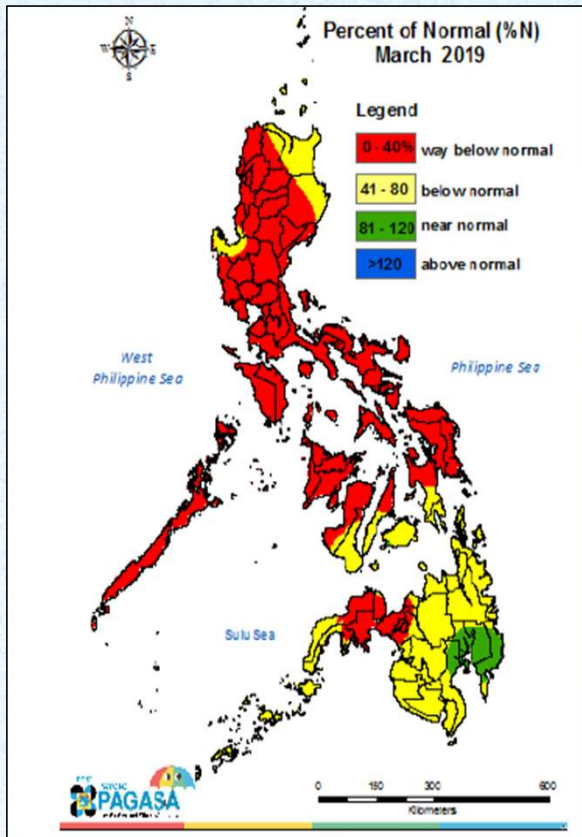 Percent of Normal (%N)
March 2019
N
W
E
S
Legend
0 - 40% way below normal
41 - 80 below normal
81 - 120 near normal
>120 above normal
West
Philippine Sea
Philippine Sea
Sulu Sea
PAGASA
0 150 300 600
Kilometers